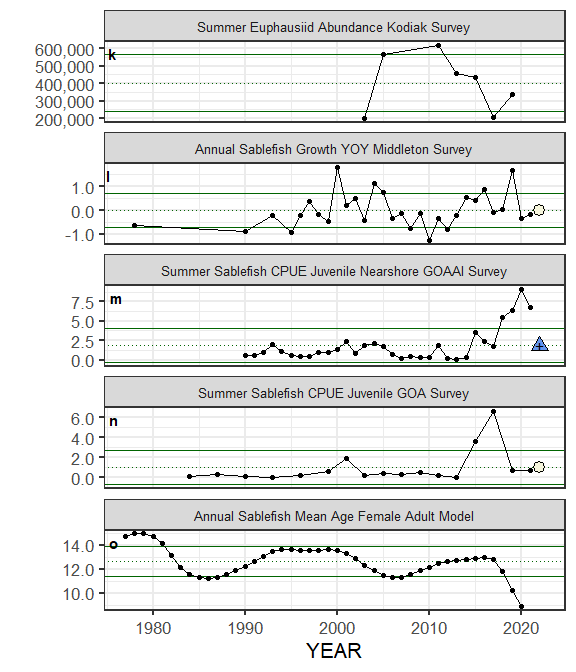 Summer Euphausiid Abundance Kodiak Survey
k
600,000
500,000
400,000
300,000
200,000
Annual Sablefish Growth YOY Middleton Survey
l
1.0
0.0
-1.0
Summer Sablefish CPUE Juvenile Nearshore GOAAI Survey
m
7.5
5.0
2.5
0.0
Summer Sablefish CPUE Juvenile GOA Survey
n
6.0
4.0
2.0
0.0
Annual Sablefish Mean Age Female Adult Model
o
14.0
12.0
10.0
1980 1990 2000 2010 2020
YEAR